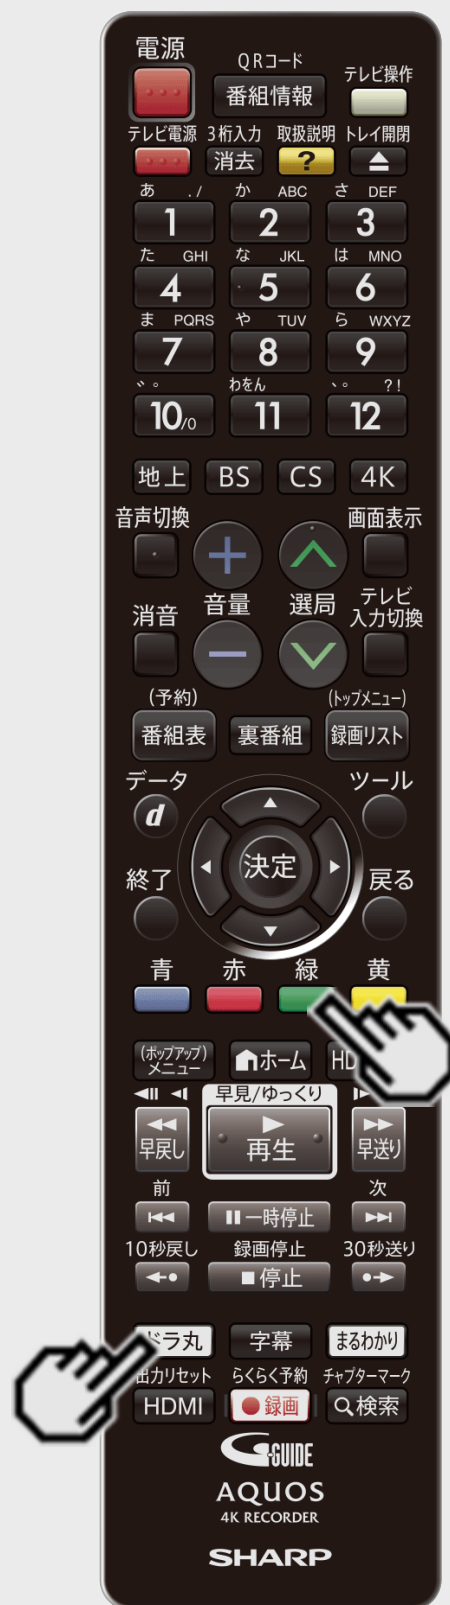 電源
QRコード
番組情報
テレビ操作
テレビ電源 3桁入力 取扱説明 トレイ開閉
消去 ?
あ ./ か ABC さ DEF
1 2 3
た GHI な JKL は MNO
4 5 6
ま PQRS や TUV ら WXYZ
7 8 9
゛゜ わをん 、。 ?!
10/0 11 12
地上 BS CS 4K
音声切換 画面表示
消音 音量 選局 テレビ
入力切換
(予約) (トップメニュー)
番組表 裏番組 録画リスト
データ ツール
d
決定
終了 戻る
青 赤 緑 黄
(ポップアップ)
メニュー ホーム
早見/ゆっくり
早戻し 再生 早送り
前 次
一時停止
10秒戻し 録画停止 30秒送り
停止
ドラ丸 字幕 まるわかり
出力リセット らくらく予約 チャプターマーク
HDMI 録画 検索
G-GUIDE
AQUOS
4K RECORDER
SHARP